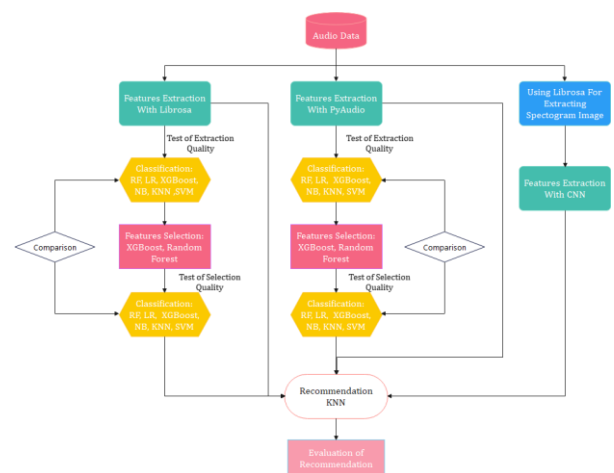 Audio Data
Features Extraction
With Librosa
Features Extraction
With PyAudio
Using Librosa For
Extracting
Spectogram Image
Test of Extraction
Quality
Test of Extraction
Quality
Classification:
RF, LR, XGBoost,
NB, KNN ,SVM
Classification:
RF, LR, XGBoost,
NB, KNN, SVM
Features Extraction
With CNN
Comparison
Features Selection:
XGBoost, Random
Forest
Features Selection:
XGBoost, Random
Forest
Comparison
Test of Selection
Quality
Test of Selection
Quality
Classification:
RF, LR, XGBoost,
NB, KNN, SVM
Classification:
RF, LR, XGBoost,
NB, KNN, SVM
Recommendation
KNN
Evaluation of
Recommendation